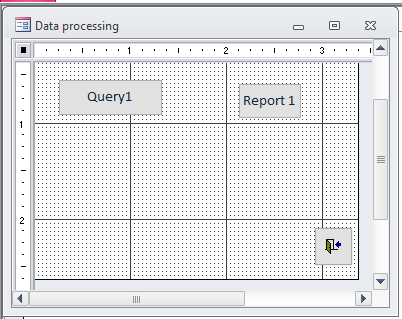 Data processing
1 2 3
Query1 Report 1
1
2